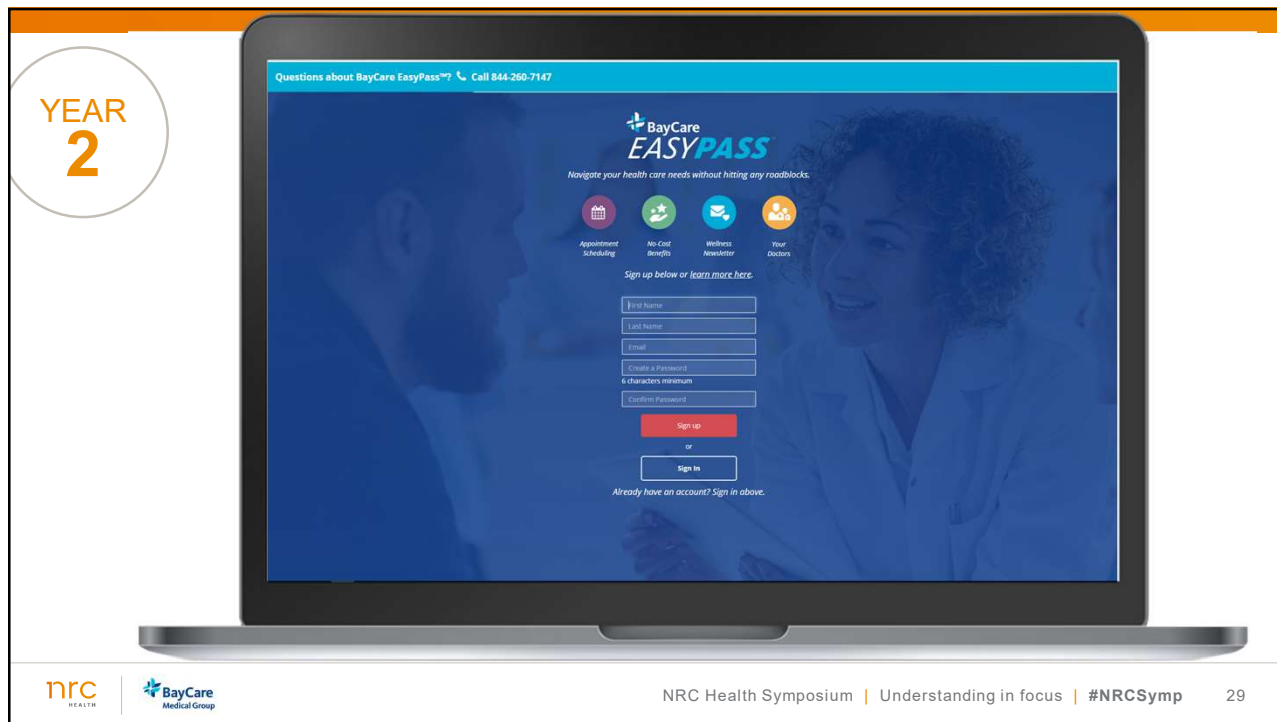 YEAR
2
Questions about BayCare EasyPass™? Call 844-260-7147
BayCare
EASYPASS™
Navigate your health care needs without hitting any roadblocks.
Appointment
Scheduling
No-Cost
Benefits
Wellness
Newsletter
Your
Doctors
Sign up below or learn more here.
First Name
Last Name
Email
Create a Password
6 characters minimum
Confirm Password
Sign up
or
Sign In
Already have an account? Sign in above.
nrc
HEALTH
BayCare
Medical Group
NRC Health Symposium | Understanding in focus | #NRCSymp 29